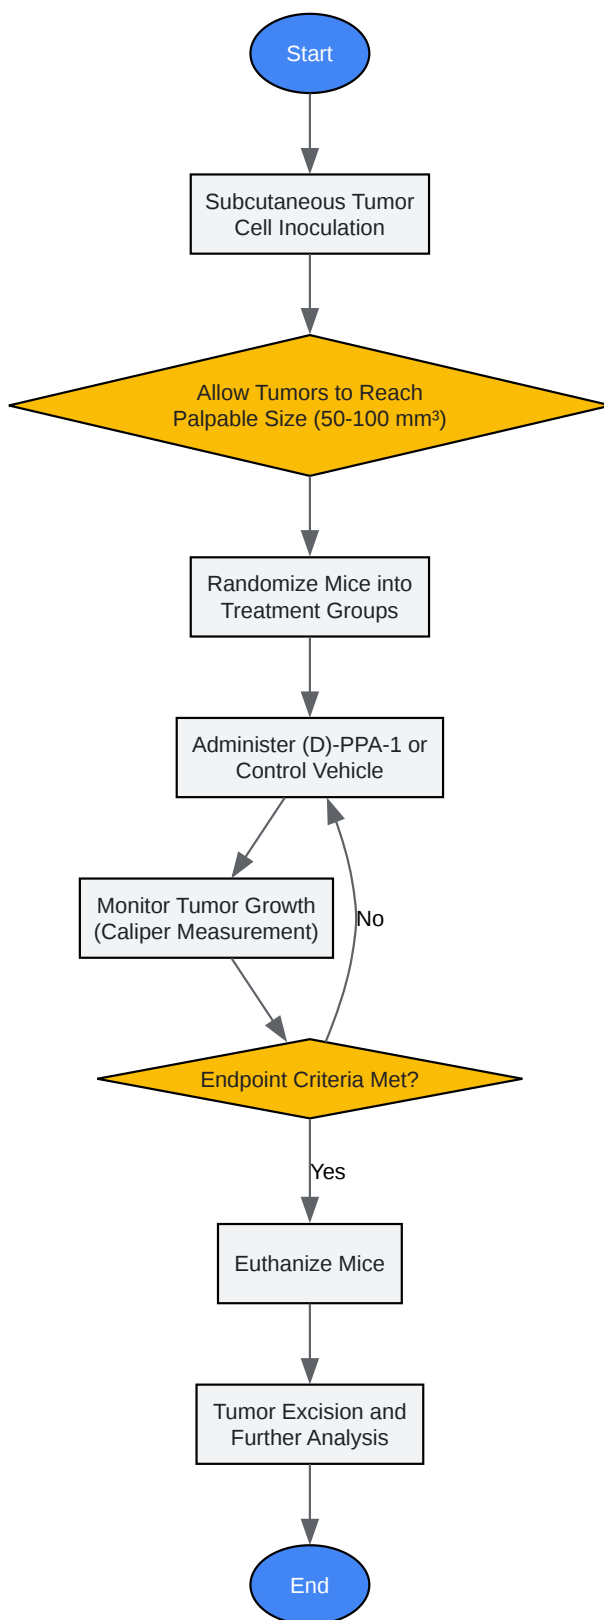 Start
Subcutaneous Tumor
Cell Inoculation
Allow Tumors to Reach
Palpable Size (50-100 mm³)
Randomize Mice into
Treatment Groups
Administer (D)-PPA-1 or
Control Vehicle
Monitor Tumor Growth
(Caliper Measurement)
No
Endpoint Criteria Met?
Yes
Euthanize Mice
Tumor Excision and
Further Analysis
End